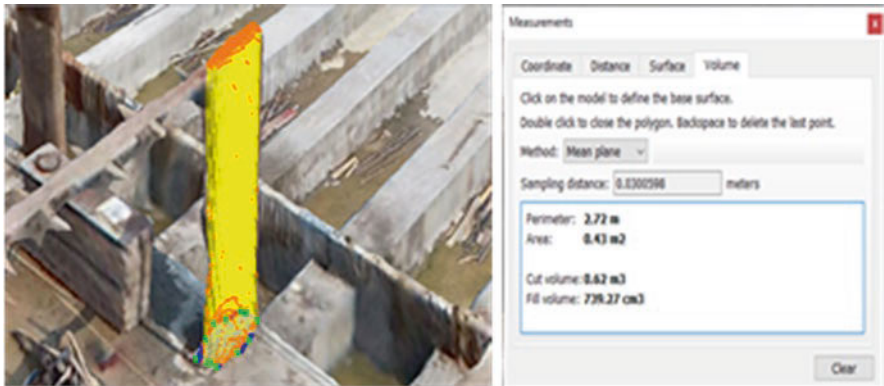 Measurements
x
Coordinate Distance Surface Volume
Click on the model to define the base surface.
Double click to close the polygon. Backspace to delete the last point.
Method: Mean plane
Sampling distance: 0.0300598 meters
Perimeter: 2.72 m
Area: 0.43 m2
Cut volume: 0.62 m3
Fill volume: 739.27 cm3
Clear